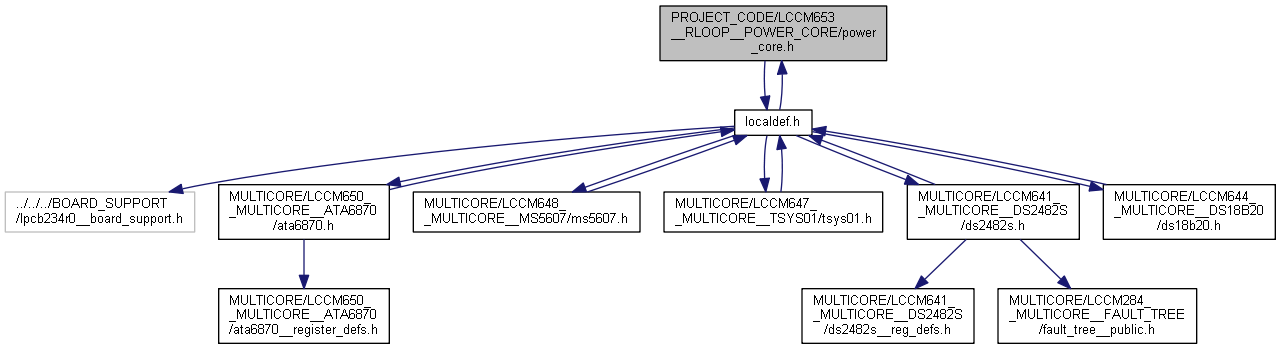 PROJECT_CODE/LCCM653
__RLOOP__POWER_CORE/power
_core.h
localdef.h
../../../BOARD_SUPPORT
/lpcb234r0__board_support.h
MULTICORE/LCCM650_
_MULTICORE__ATA6870
/ata6870.h
MULTICORE/LCCM648_
_MULTICORE__MS5607/ms5607.h
MULTICORE/LCCM647_
_MULTICORE__TSYS01/tsys01.h
MULTICORE/LCCM641_
_MULTICORE__DS2482S
/ds2482s.h
MULTICORE/LCCM644_
_MULTICORE__DS18B20
/ds18b20.h
MULTICORE/LCCM650_
_MULTICORE__ATA6870
/ata6870__register_defs.h
MULTICORE/LCCM641_
_MULTICORE__DS2482S
/ds2482s__reg_defs.h
MULTICORE/LCCM284_
_MULTICORE__FAULT_TREE
/fault_tree__public.h